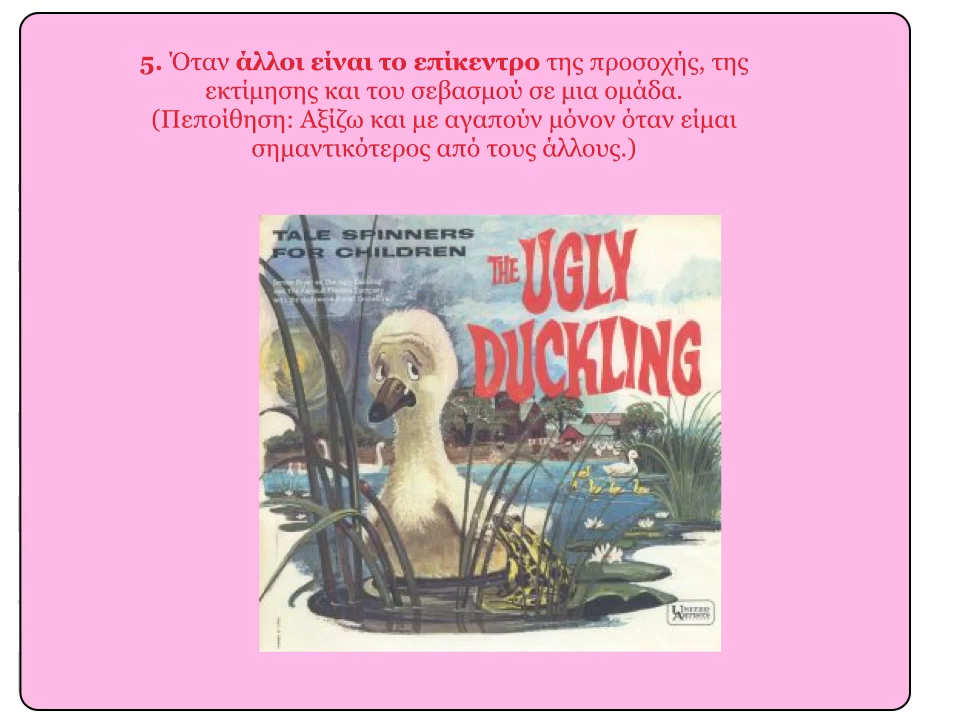 5. Όταν άλλοι είναι το επίκεντρο της προσοχής, της
εκτίμησης και του σεβασμού σε μια ομάδα.
(Πεποίθηση: Αξίζω και με αγαπούν μόνον όταν είμαι
σημαντικότερος από τους άλλους.)
TALE SPINNERS
FOR CHILDREN
THE UGLY
DUCKLING
UNITED
ARTISTS